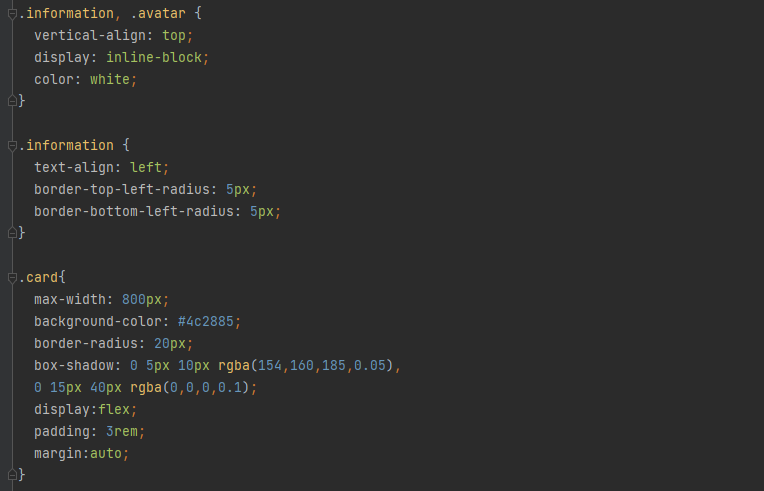 .information, .avatar {
  vertical-align: top;
  display: inline-block;
  color: white;
}

.information {
  text-align: left;
  border-top-left-radius: 5px;
  border-bottom-left-radius: 5px;
}

.card{
  max-width: 800px;
  background-color: #4c2885;
  border-radius: 20px;
  box-shadow: 0 5px 10px rgba(154,160,185,0.05),
  0 15px 40px rgba(0,0,0,0.1);
  display:flex;
  padding: 3rem;
  margin:auto;
}